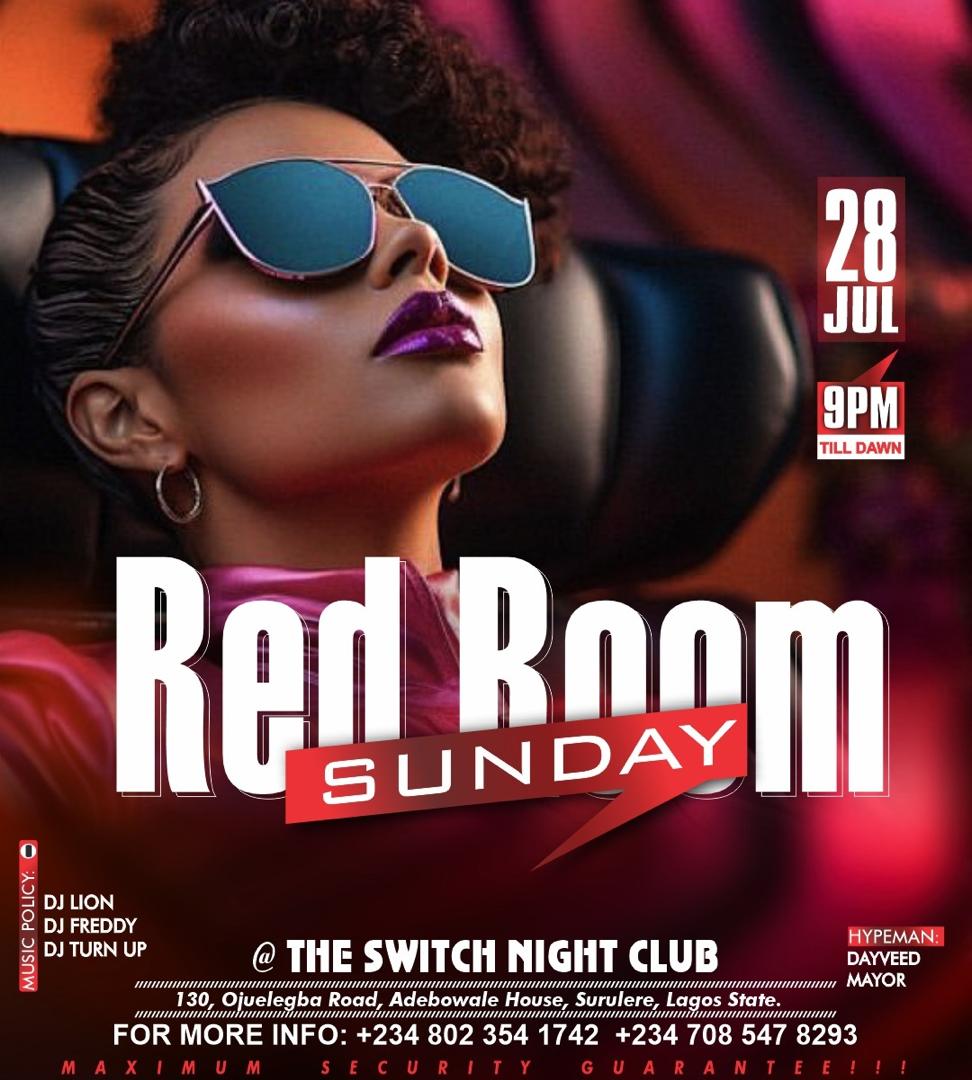 28
JUL
9PM
TILL DAWN
Red Room
SUNDAY
MUSIC POLICY:
DJ LION
DJ FREDDY
DJ TURN UP
HYPEMAN:
DAYVEED
MAYOR
@ THE SWITCH NIGHT CLUB
130, Ojuelegba Road, Adebowale House, Surulere, Lagos State.
FOR MORE INFO: +234 802 354 1742 +234 708 547 8293
MAXIMUM SECURITY GUARANTEE!!!